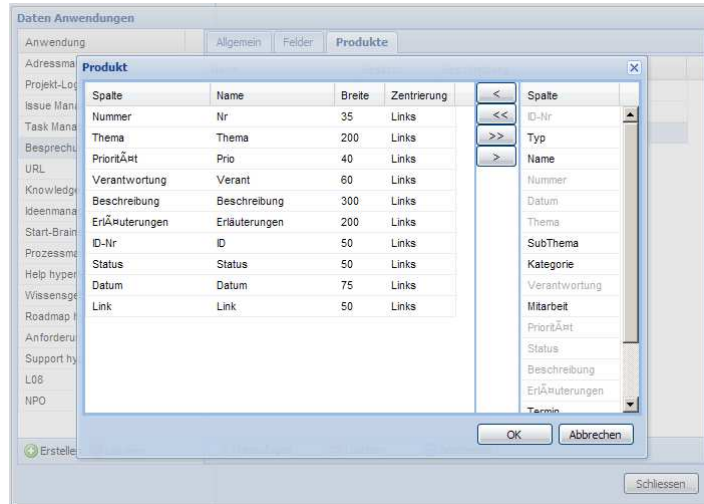 Daten Anwendungen
Anwendung
Allgemein Felder Produkte
Adressma
Projekt-Log
Issue Mana
Task Mana
Besprechu
URL
Knowledge
Ideenmana
Start-Brain
Prozessma
Help hyper
Wissensge
Roadmap h
Anforderu
Support hy
L08
NPO
Erstelle
Produkt
Spalte Name Breite Zentrierung
Nummer Nr 35 Links
Thema Thema 200 Links
PrioritÃ¤t Prio 40 Links
Verantwortung Verant 60 Links
Beschreibung Beschreibung 300 Links
ErlÃ¤uterungen Erläuterungen 200 Links
ID-Nr ID 50 Links
Status Status 50 Links
Datum Datum 75 Links
Link Link 50 Links
<
<<
>>
>
Spalte
ID-Nr
Typ
Name
Nummer
Datum
Thema
SubThema
Kategorie
Verantwortung
Mitarbeit
PrioritÃ¤t
Status
Beschreibung
ErlÃ¤uterungen
Termin
OK Abbrechen
Schliessen